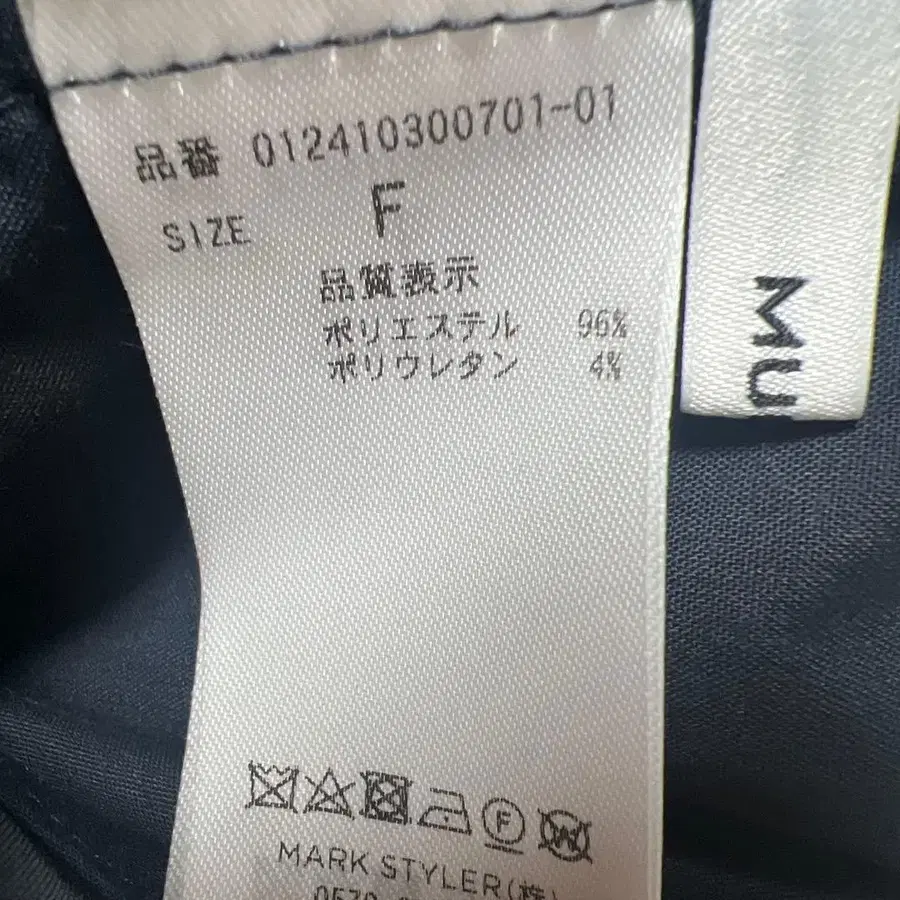 品番 012410300701-01
SIZE F
品質表示
ポリエステル 96%
ポリウレタン 4%
F
W
MARK STYLER(株)
MU